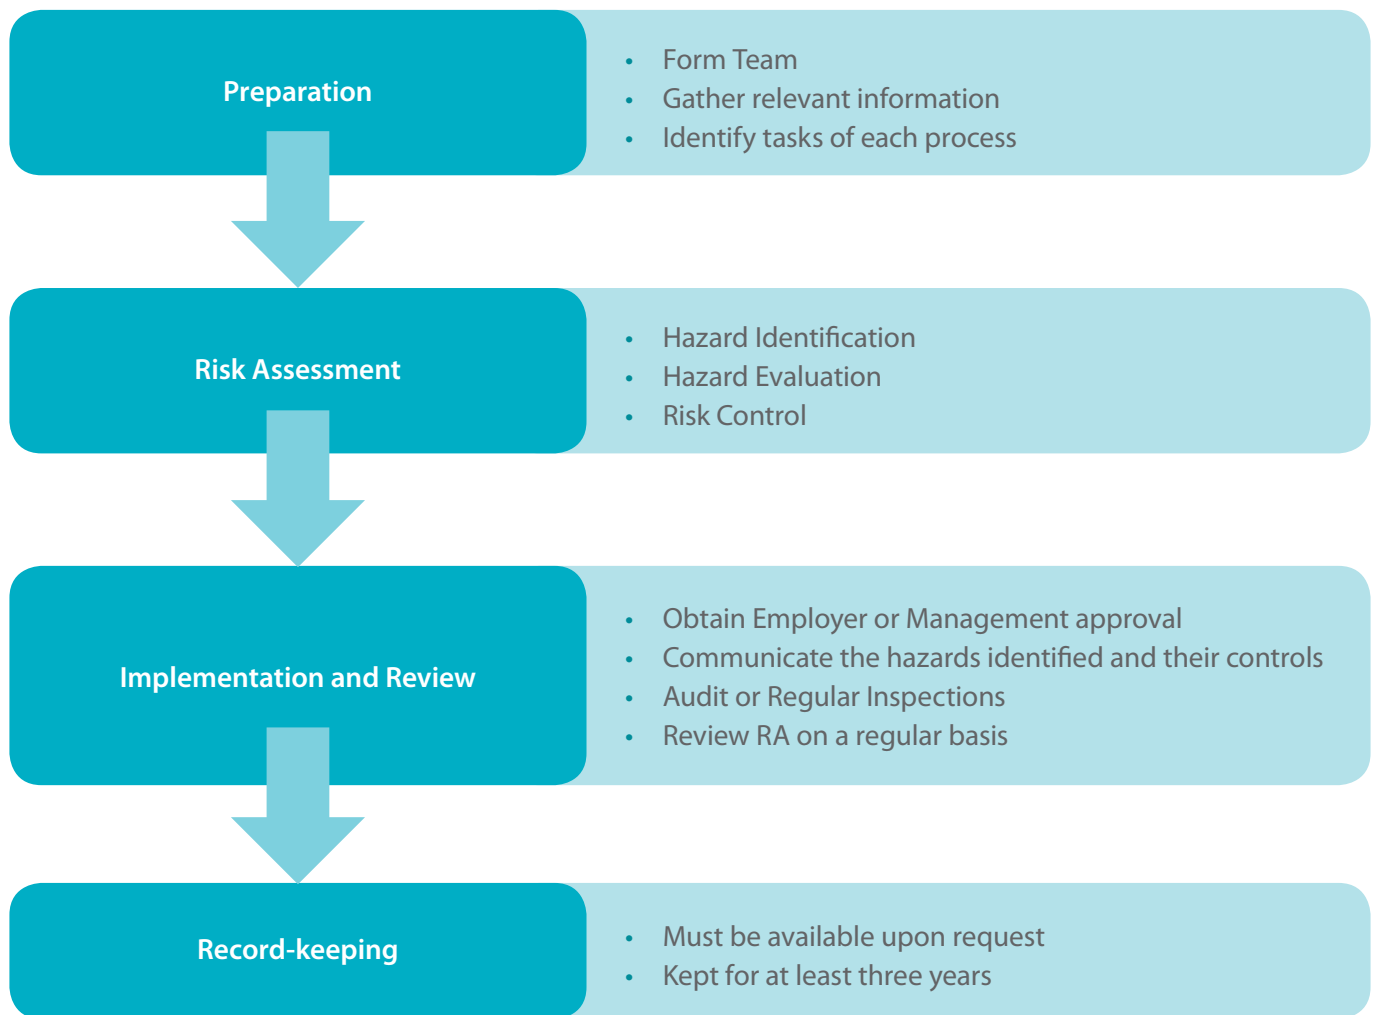 Preparation
• Form Team
• Gather relevant information
• Identify tasks of each process
Risk Assessment
• Hazard Identification
• Hazard Evaluation
• Risk Control
Implementation and Review
• Obtain Employer or Management approval
• Communicate the hazards identified and their controls
• Audit or Regular Inspections
• Review RA on a regular basis
Record-keeping
• Must be available upon request
• Kept for at least three years